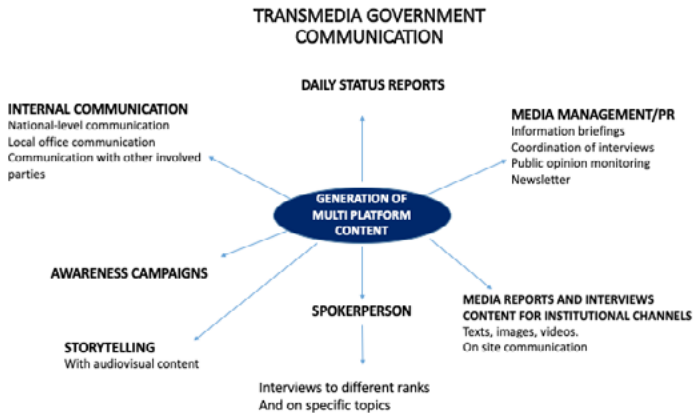 TRANSMEDIA GOVERNMENT
COMMUNICATION
DAILY STATUS REPORTS
INTERNAL COMMUNICATION
National-level communication
Local office communication
Communication with other involved
parties
MEDIA MANAGEMENT/PR
Information briefings
Coordination of interviews
Public opinion monitoring
Newsletter
GENERATION OF
MULTI PLATFORM
CONTENT
AWARENESS CAMPAIGNS
SPOKERPERSON
MEDIA REPORTS AND INTERVIEWS
CONTENT FOR INSTITUTIONAL CHANNELS
Texts, images, videos.
On site communication
STORYTELLING
With audiovisual content
Interviews to different ranks
And on specific topics